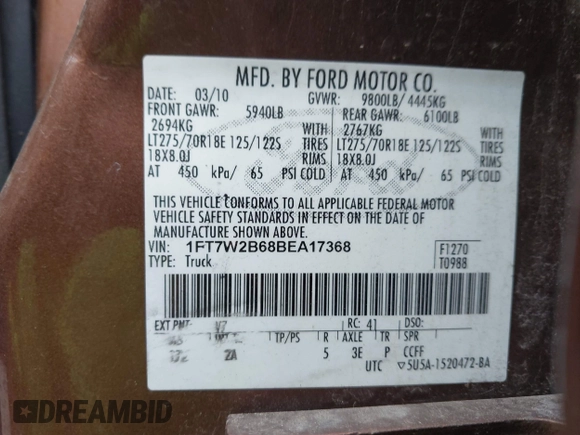 MFD. BY FORD MOTOR CO.
DATE: 03/10 GVWR: 9800LB/ 4445KG
FRONT GAWR: 5940LB REAR GAWR: 6100LB
2694KG WITH 2767KG WITH
LT275/70R18E 125/122S TIRES LT275/70R18E 125/122S TIRES
18X8.0J RIMS 18X8.0J RIMS
AT 450 kPa/ 65 PSI COLD AT 450 kPa/ 65 PSI COLD
THIS VEHICLE CONFORMS TO ALL APPLICABLE FEDERAL MOTOR
VEHICLE SAFETY STANDARDS IN EFFECT ON THE DATE OF
MANUFACTURE SHOWN ABOVE.
VIN: 1FT7W2B68BEA17368 F1270
TYPE: Truck T0988
EXT PNT: RC: 41 DSO:
TP/PS R AXLE TR SPR
2A 5 3E P CCFF
UTC ▽5U5A-1520472-BA
Ford
DREAMBID